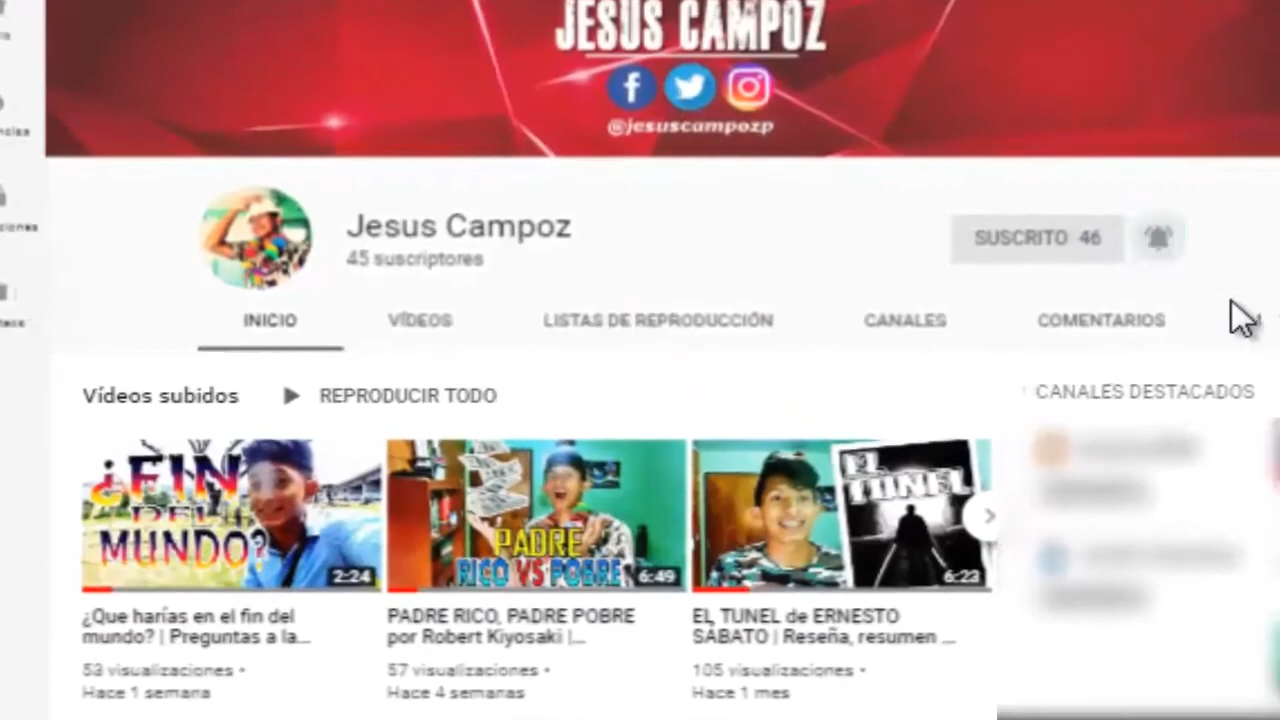 JESUS CAMPOZ
@jesuscampozp
Jesus Campoz
45 suscriptores
SUSCRITO 46
INICIO
VÍDEOS
LISTAS DE REPRODUCCIÓN
CANALES
COMENTARIOS
Vídeos subidos
REPRODUCIR TODO
CANALES DESTACADOS
¿FIN
DEL
MUNDO?
2:24
PADRE
RICO VS POBRE
6:49
EL
TUNEL
6:23
¿Que harías en el fin del
mundo? | Preguntas a la...
53 visualizaciones •
Hace 1 semana
PADRE RICO, PADRE POBRE
por Robert Kiyosaki |...
57 visualizaciones •
Hace 4 semanas
EL TUNEL de ERNESTO
SABATO | Reseña, resumen ...
105 visualizaciones •
Hace 1 mes